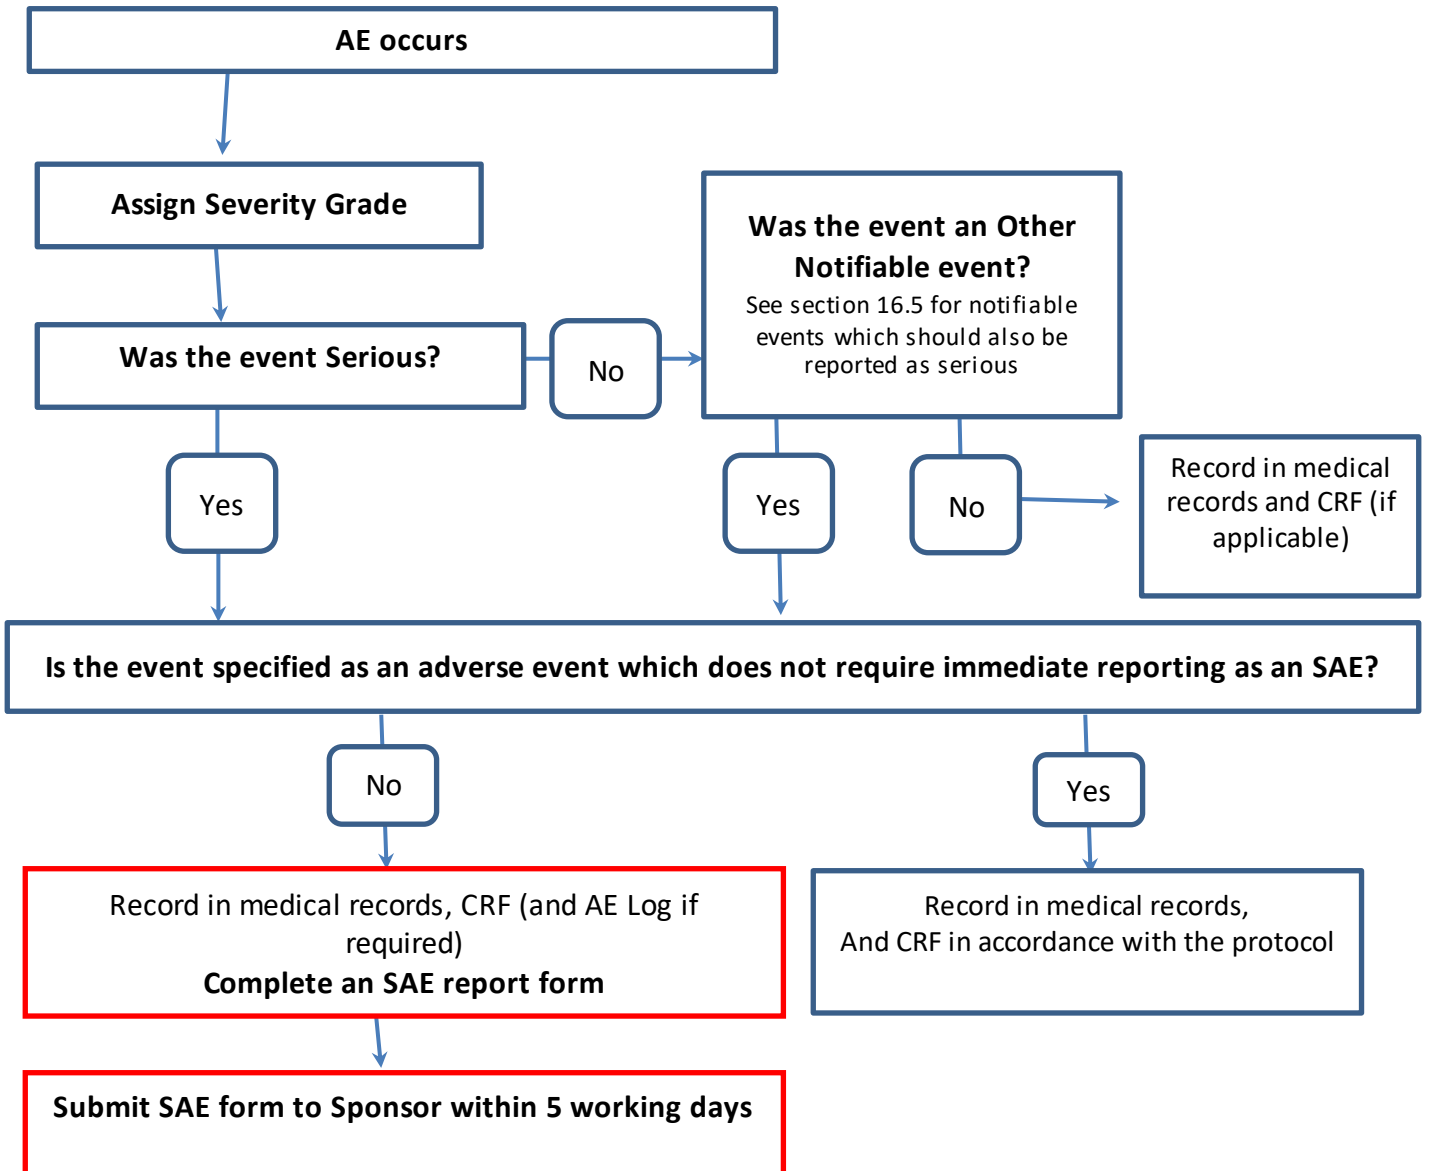 AE occurs
Assign Severity Grade
Was the event an Other
Notifiable event?
See section 16.5 for notifiable
events which should also be
reported as serious
Was the event Serious?
No
Yes
Yes
No
Record in medical
records and CRF (if
applicable)
Is the event specified as an adverse event which does not require immediate reporting as an SAE?
No
Yes
Record in medical records, CRF (and AE Log if
required)
Complete an SAE report form
Record in medical records,
And CRF in accordance with the protocol
Submit SAE form to Sponsor within 5 working days